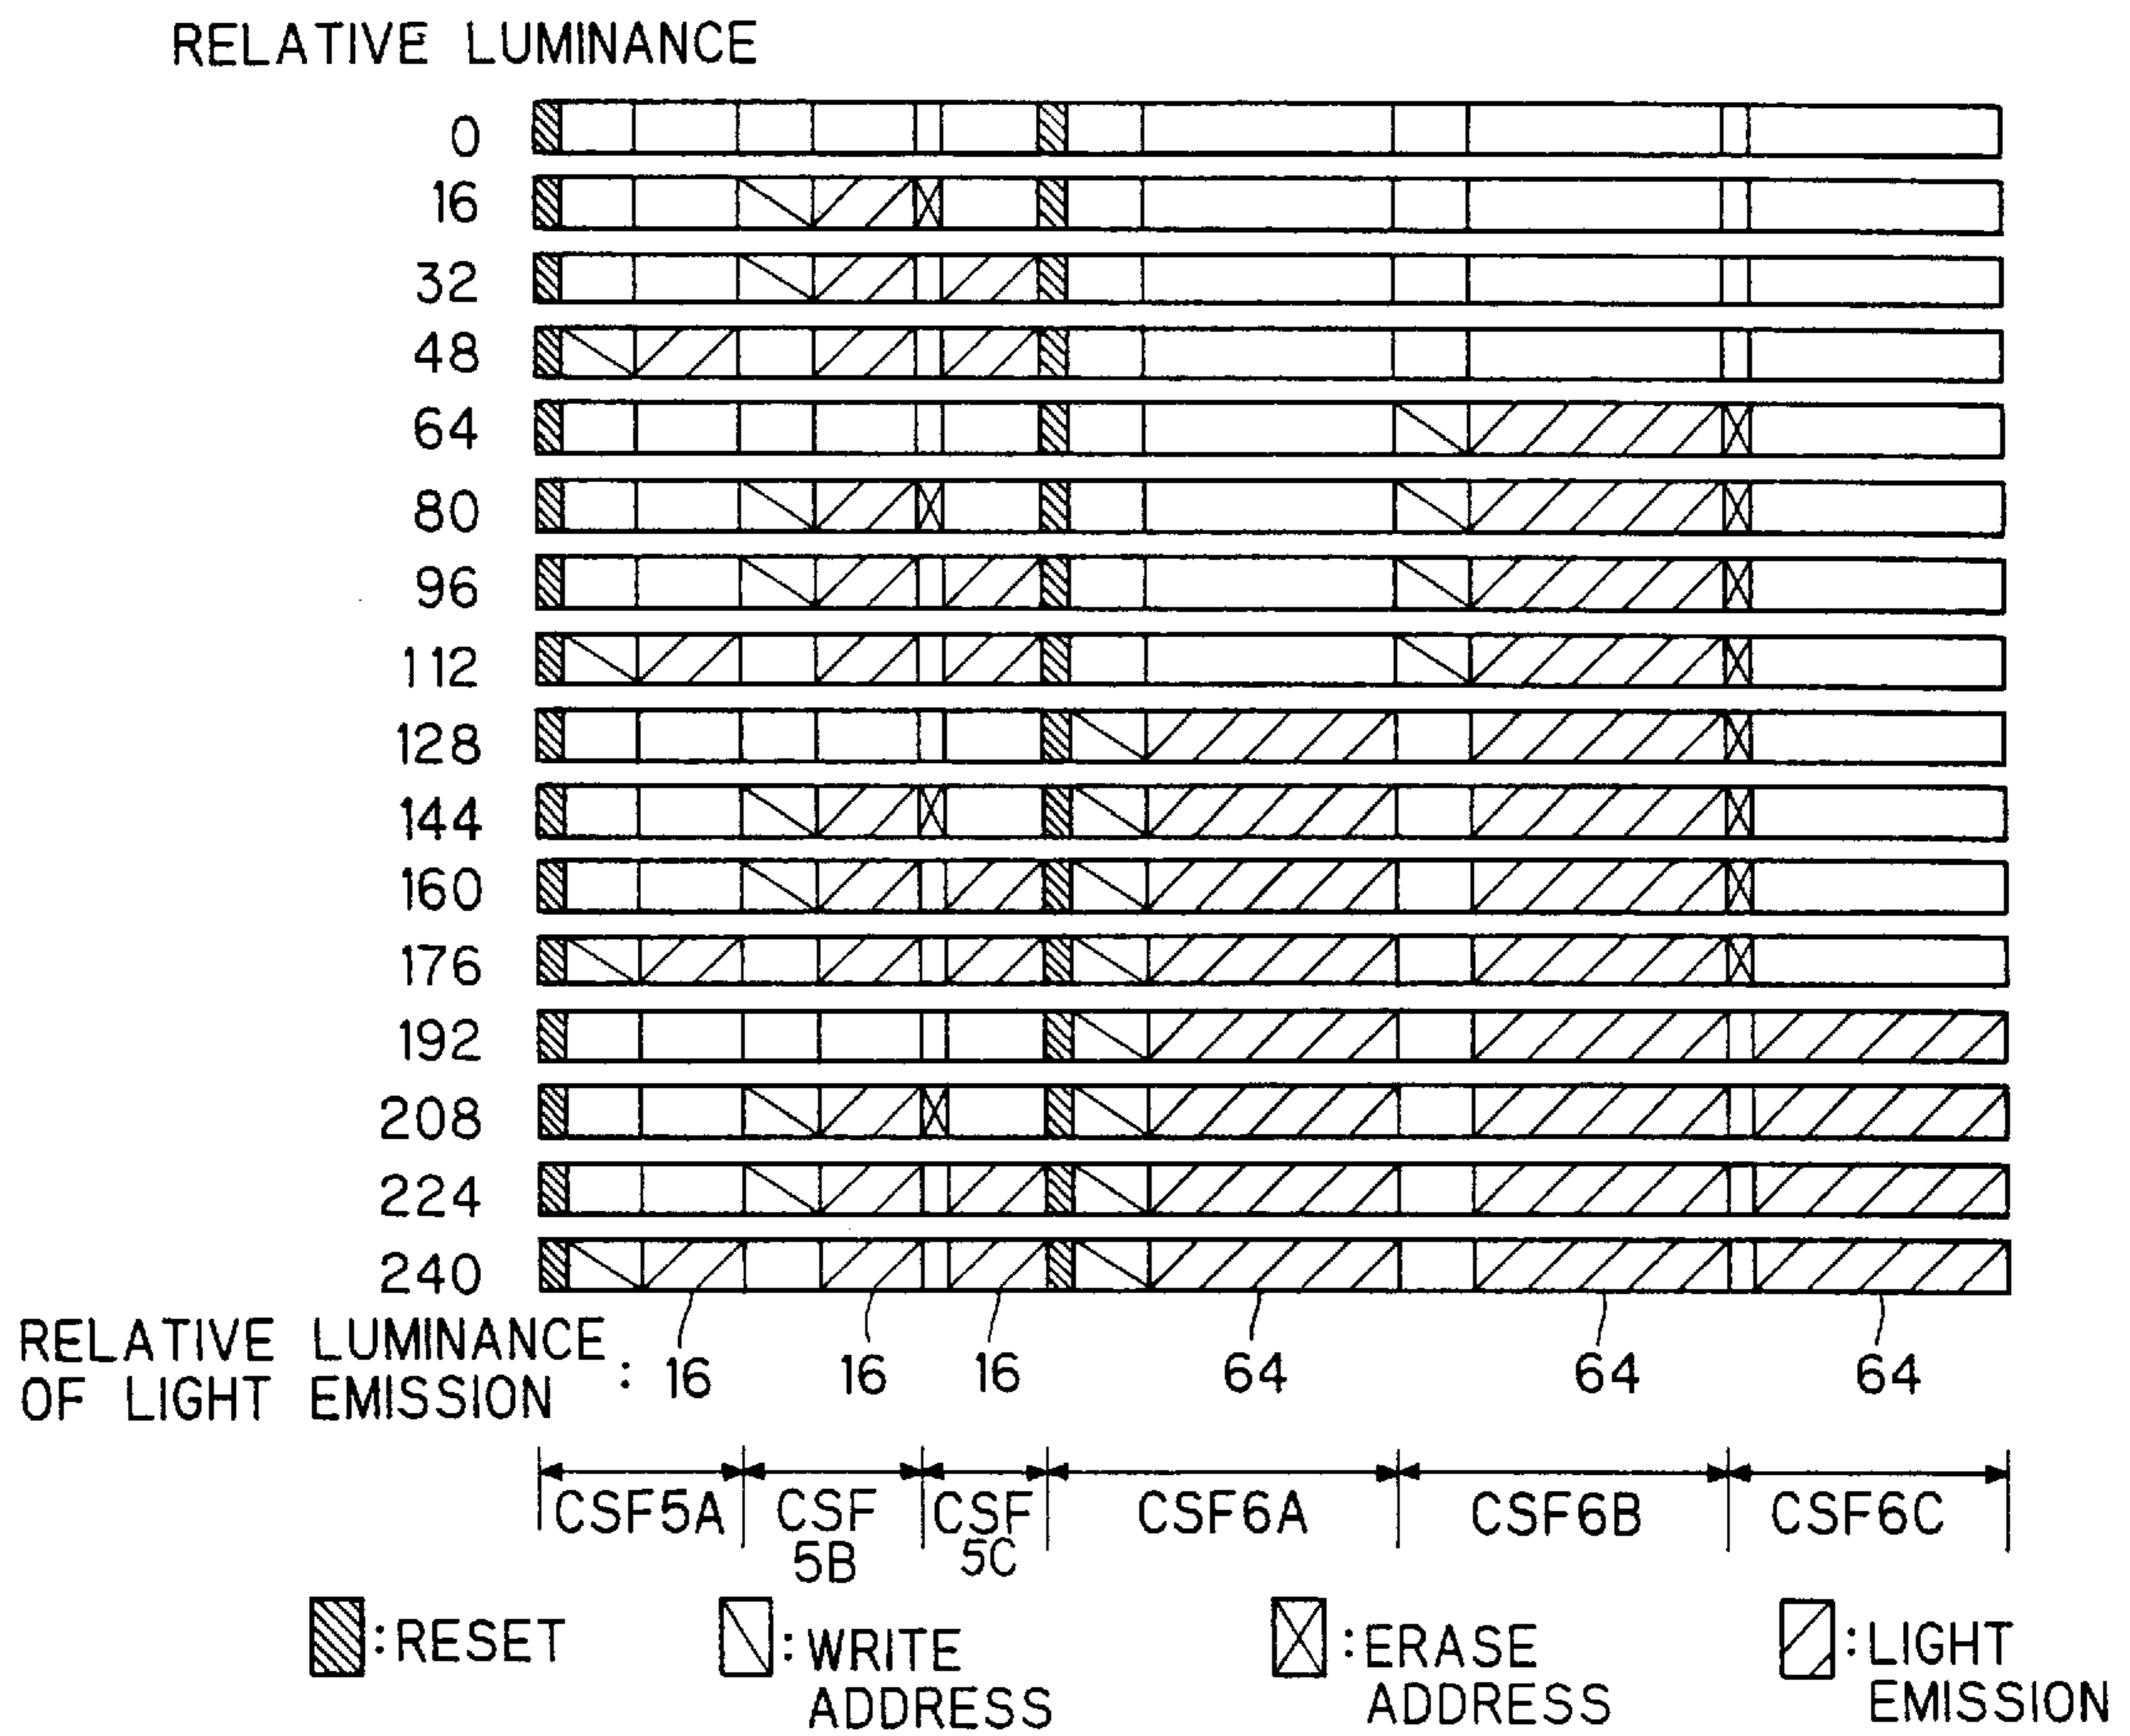 RELATIVE LUMINANCE
0
16
32
48
64
80
96
112
128
144
160
176
192
208
224
240
RELATIVE LUMINANCE
OF LIGHT EMISSION : 16 16 16 64 64 64
CSF5A CSF CSF CSF6A CSF6B CSF6C
5B 5C
:RESET :WRITE :ERASE :LIGHT
ADDRESS ADDRESS EMISSION